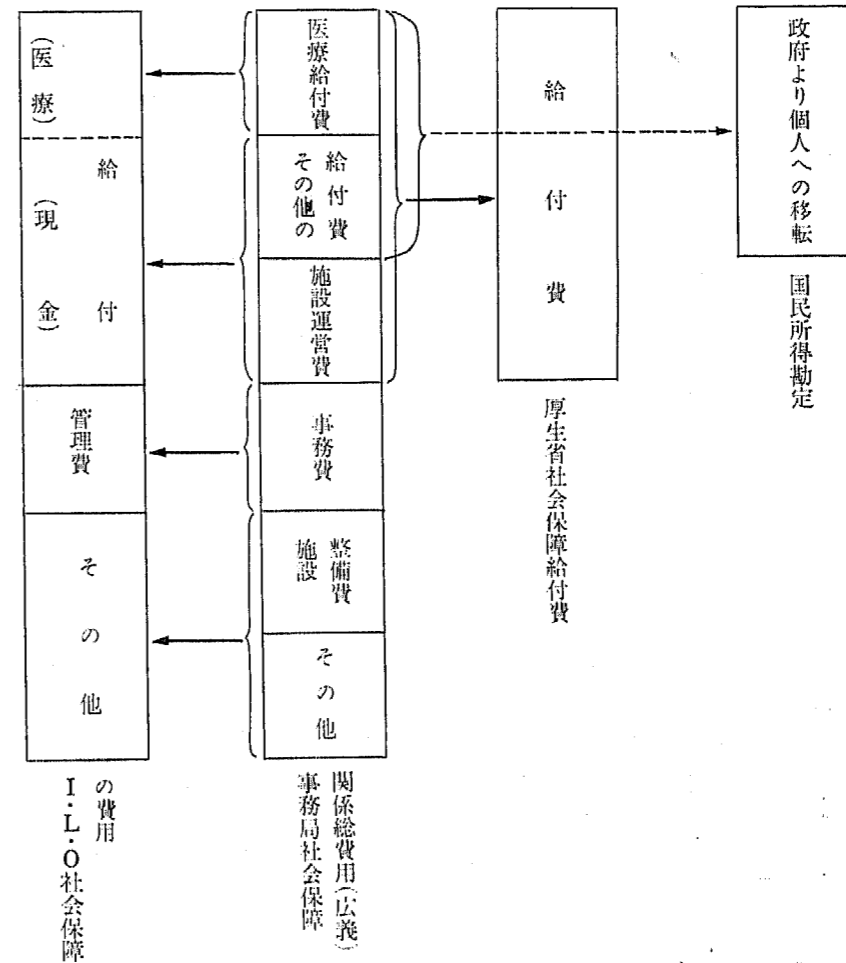 政府より個人への移転
国民所得勘定
給付費
厚生省社会保障給付費
医療給付費
給付費
その他の
施設運営費
事務費
整備費
施設
その他
関係総費用(広義)
事務局社会保障
(医療)
給付
(現金)
管理費
その他
の費用
I・L・O社会保障